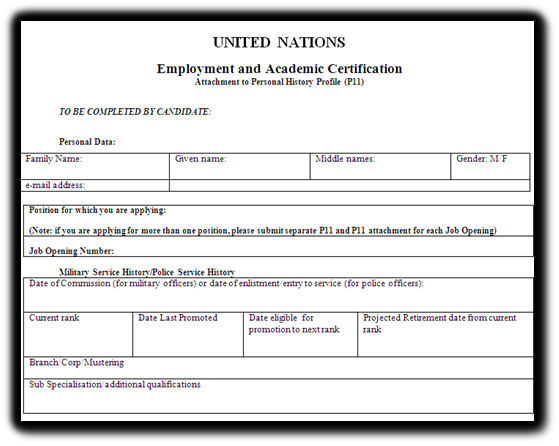 UNITED NATIONS
Employment and Academic Certification
Attachment to Personal History Profile (P11)
TO BE COMPLETED BY CANDIDATE:
Personal Data:
Family Name: Given name: Middle names: Gender: M/F
e-mail address:
Position for which you are applying:
(Note: if you are applying for more than one position, please submit separate P11 and P11 attachment for each Job Opening)
Job Opening Number:
Military Service History/Police Service History
Date of Commission (for military officers) or date of enlistment/entry to service (for police officers):
Current rank Date Last Promoted Date eligible for Projected Retirement date from current
promotion to next rank rank
Branch/Corp/Mustering
Sub Specialisation/additional qualifications